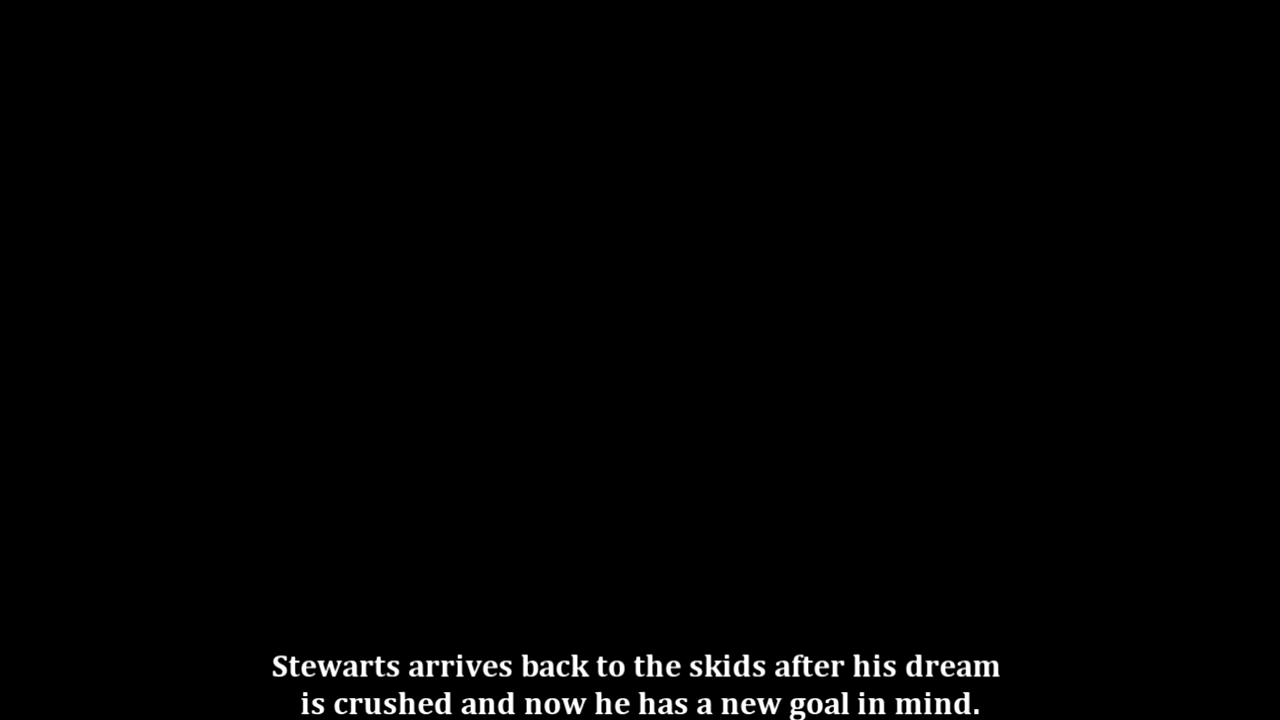 Stewarts arrives back to the skids after his dream
is crushed and now he has a new goal in mind.